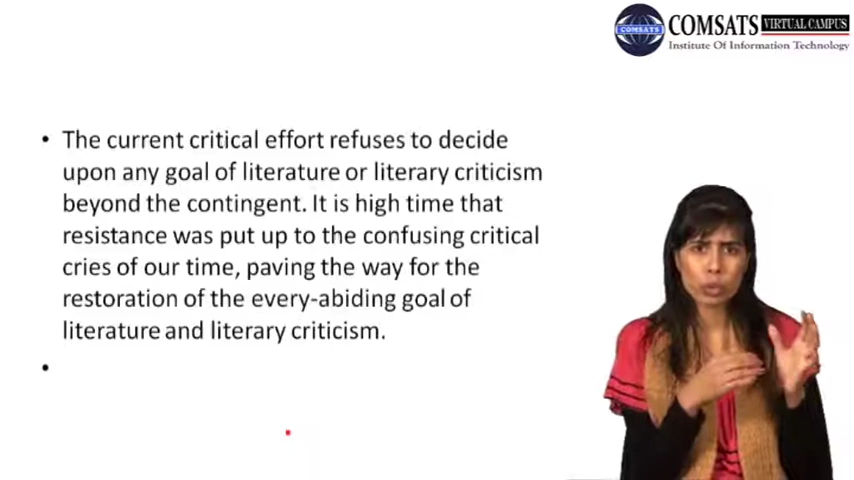 COMSATS VIRTUAL CAMPUS
COMSATS
Institute Of Information Technology
• The current critical effort refuses to decide
upon any goal of literature or literary criticism
beyond the contingent. It is high time that
resistance was put up to the confusing critical
cries of our time, paving the way for the
restoration of the every-abiding goal of
literature and literary criticism.
•